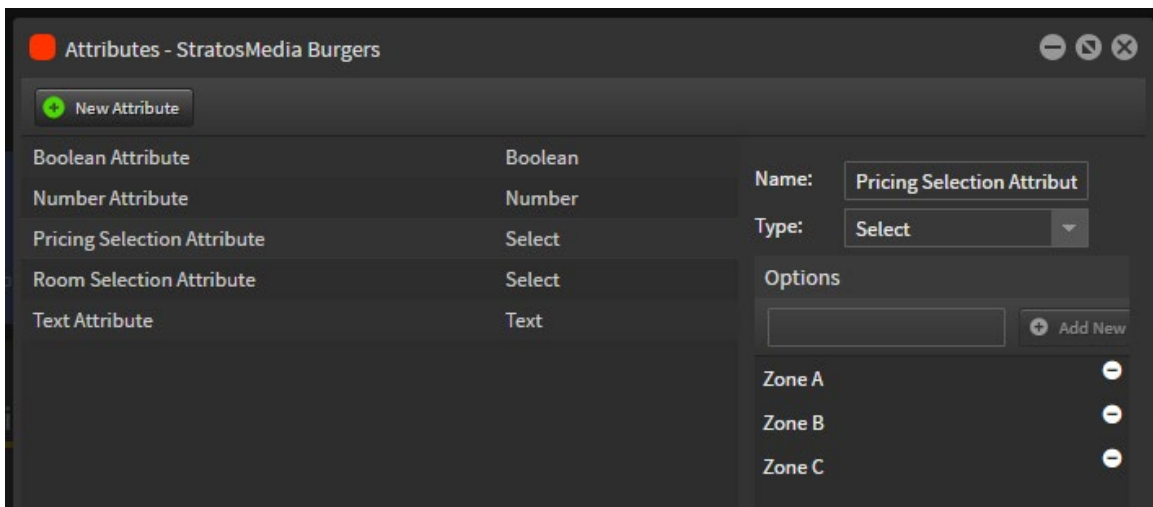 Attributes - StratosMedia Burgers
New Attribute
Boolean Attribute Boolean
Number Attribute Number
Pricing Selection Attribute Select
Room Selection Attribute Select
Text Attribute Text
Name: Pricing Selection Attribut
Type: Select
Options
Add New
Zone A
Zone B
Zone C